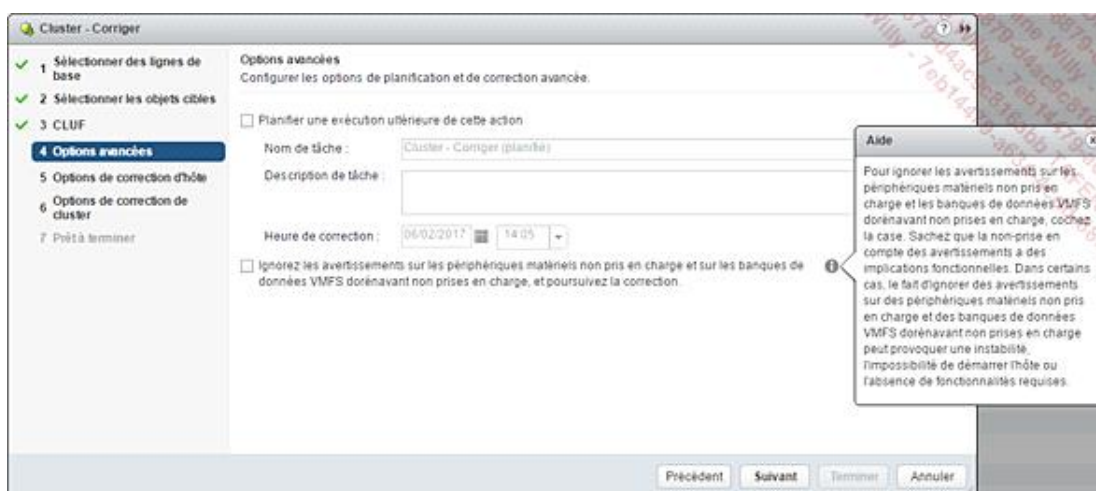 Cluster - Corriger
1 Sélectionner des lignes de
base
2 Sélectionner les objets cibles
3 CLUF
4 Options avancées
5 Options de correction d'hôte
6 Options de correction de
cluster
7 Prêt à terminer
Options avancées
Configurer les options de planification et de correction avancée.
Planifier une exécution ultérieure de cette action
Nom de tâche :
Cluster - Corriger (planifié)
Description de tâche :
Heure de correction :
06/02/2017
14:05
Ignorez les avertissements sur les périphériques matériels non pris en charge et sur les banques de
données VMFS dorénavant non prises en charge, et poursuivez la correction.
Aide
Pour ignorer les avertissements sur les
périphériques matériels non pris en
charge et les banques de données VMFS
dorénavant non prises en charge, cochez
la case. Sachez que la non-prise en
compte des avertissements a des
implications fonctionnelles. Dans certains
cas, le fait d'ignorer des avertissements
sur des périphériques matériels non pris
en charge et des banques de données
VMFS dorénavant non prises en charge
peut provoquer une instabilité,
l'impossibilité de démarrer l'hôte ou
l'absence de fonctionnalités requises.
Précédent
Suivant
Terminer
Annuler